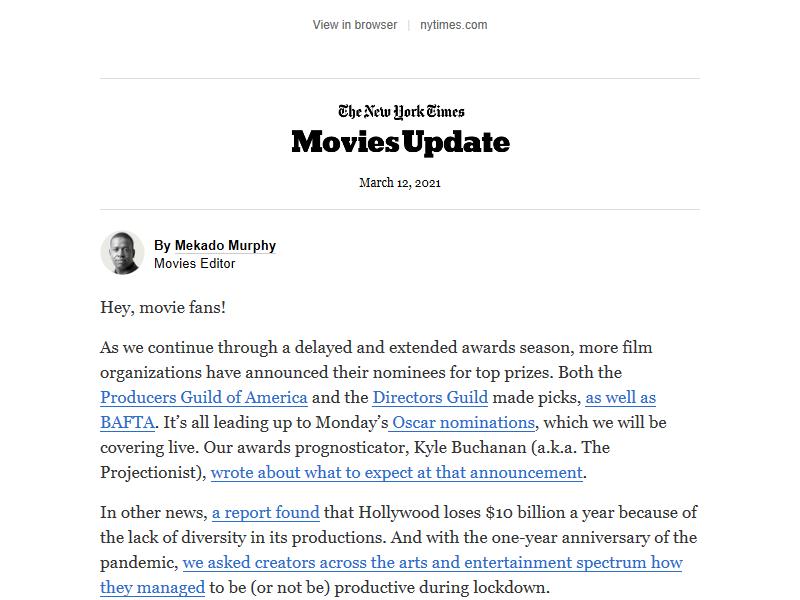 View in browser | nytimes.com
The New York Times
Movies Update
March 12, 2021
By Mekado Murphy
Movies Editor
Hey, movie fans!
As we continue through a delayed and extended awards season, more film
organizations have announced their nominees for top prizes. Both the
Producers Guild of America and the Directors Guild made picks, as well as
BAFTA. It’s all leading up to Monday’s Oscar nominations, which we will be
covering live. Our awards prognosticator, Kyle Buchanan (a.k.a. The
Projectionist), wrote about what to expect at that announcement.
In other news, a report found that Hollywood loses $10 billion a year because of
the lack of diversity in its productions. And with the one-year anniversary of the
pandemic, we asked creators across the arts and entertainment spectrum how
they managed to be (or not be) productive during lockdown.